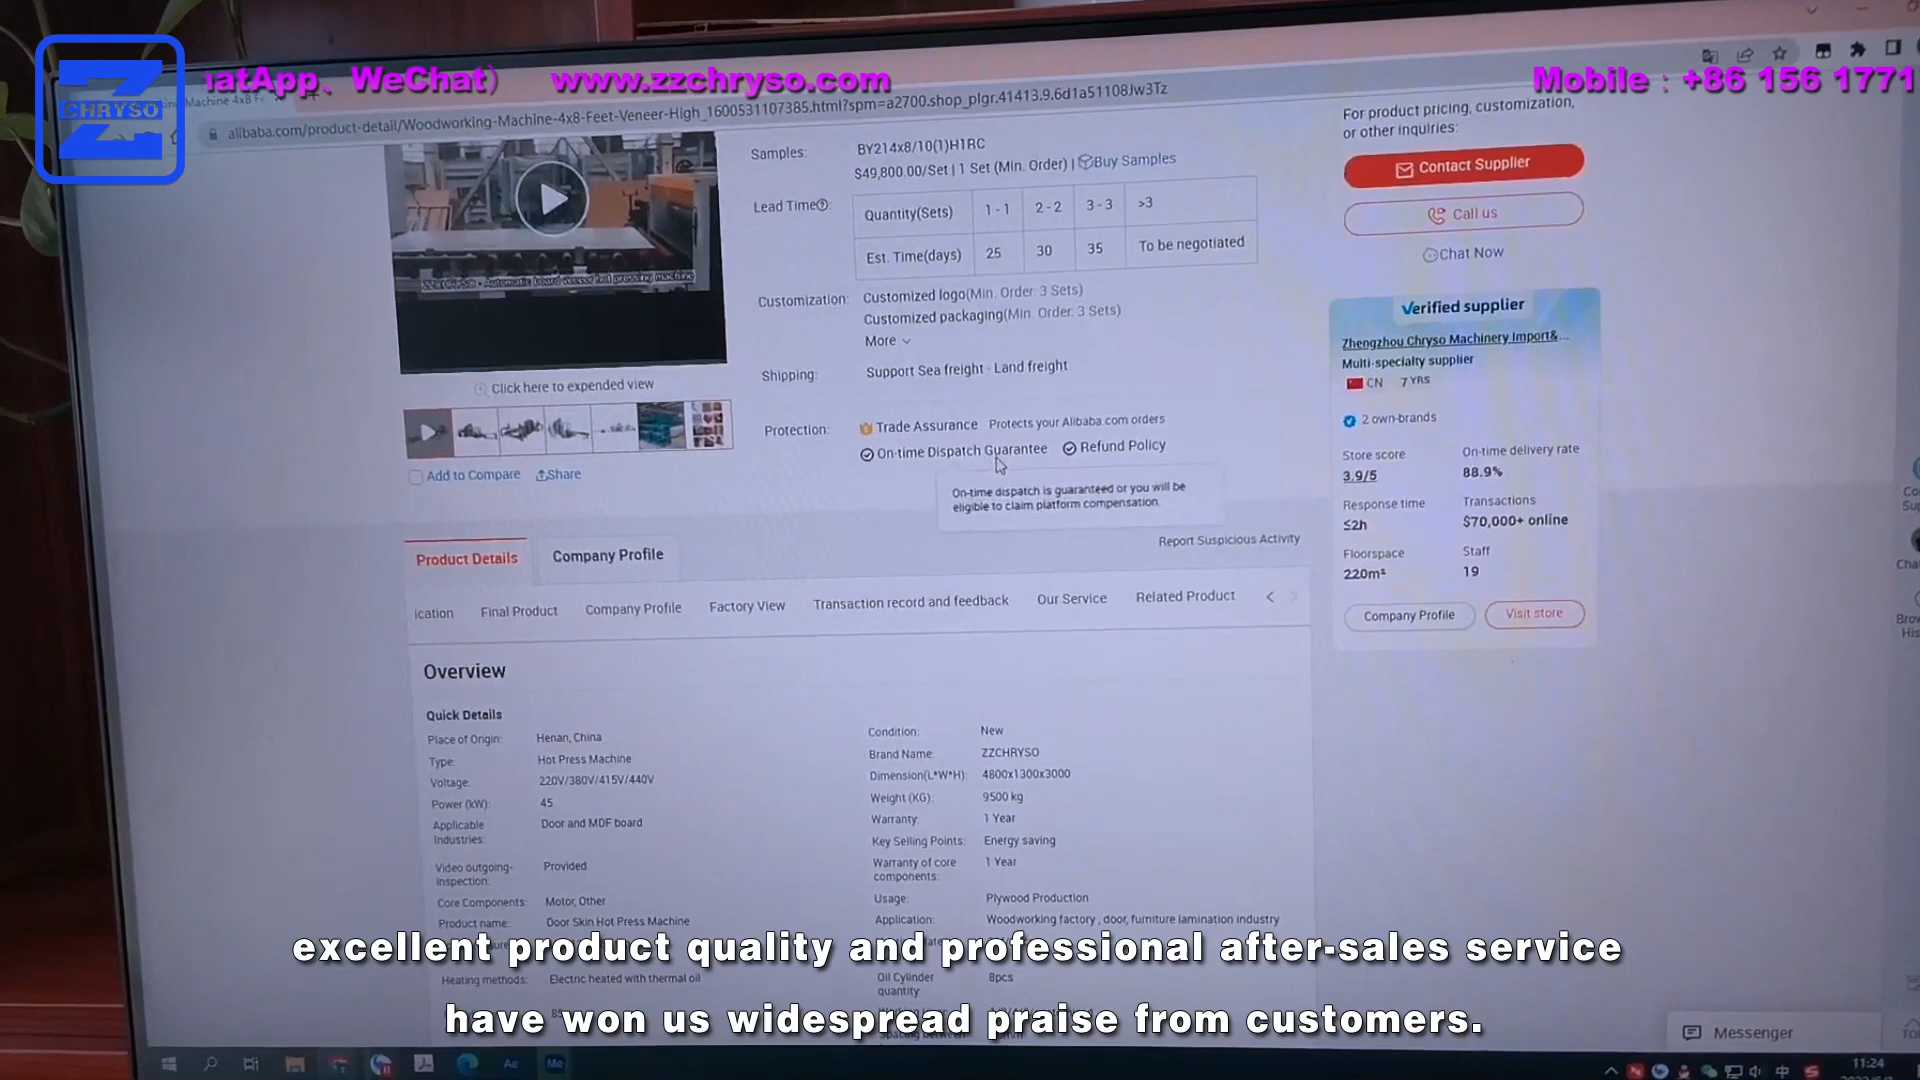 CHRYSO
hatApp、WeChat） www.zzchryso.com Mobile：+86 156 1771
Machine 4x8 F
alibaba.com/product-detail/Woodworking-Machine-4x8-Feet-Veneer-High_1600531107385.html?spm=a2700.shop_plgr.41413.9.6d1a51108Jw3Tz
Samples: BY214x8/10(1)H1RC
$49,800.00/Set | 1 Set (Min. Order) | Buy Samples
Lead Time:
Quantity(Sets) 1 - 1 2 - 2 3 - 3 >3
Est. Time(days) 25 30 35 To be negotiated
Customization: Customized logo(Min. Order: 3 Sets)
Customized packaging(Min. Order: 3 Sets)
More
Shipping: Support Sea freight · Land freight
Protection: Trade Assurance Protects your Alibaba.com orders
On-time Dispatch Guarantee Refund Policy
On-time dispatch is guaranteed or you will be
eligible to claim platform compensation.
Automatic board veneer hot pressing machine
Click here to expended view
Add to Compare Share
For product pricing, customization,
or other inquiries:
Contact Supplier
Call us
Chat Now
Verified supplier
Zhengzhou Chryso Machinery Import&...
Multi-specialty supplier
CN 7 YRS
2 own-brands
Store score On-time delivery rate
3.9/5 88.9%
Response time Transactions
≤2h $70,000+ online
Floorspace Staff
220m² 19
Company Profile Visit store
Report Suspicious Activity
Product Details Company Profile
ication Final Product Company Profile Factory View Transaction record and feedback Our Service Related Product <
Overview
Quick Details
Place of Origin: Henan, China
Type: Hot Press Machine
Voltage: 220V/380V/415V/440V
Power (kW): 45
Applicable Industries: Door and MDF board
Video outgoing-inspection: Provided
Core Components: Motor, Other
Product name: Door Skin Hot Press Machine
Heating methods: Electric heated with thermal oil
Condition: New
Brand Name: ZZCHRYSO
Dimension(L*W*H): 4800x1300x3000
Weight (KG): 9500 kg
Warranty: 1 Year
Key Selling Points: Energy saving
Warranty of core components: 1 Year
Usage: Plywood Production
Application: Woodworking factory , door, furniture lamination industry
Oil Cylinder quantity: 8pcs
excellent product quality and professional after-sales service
have won us widespread praise from customers.
Messenger
Ae
Me
中
11:24